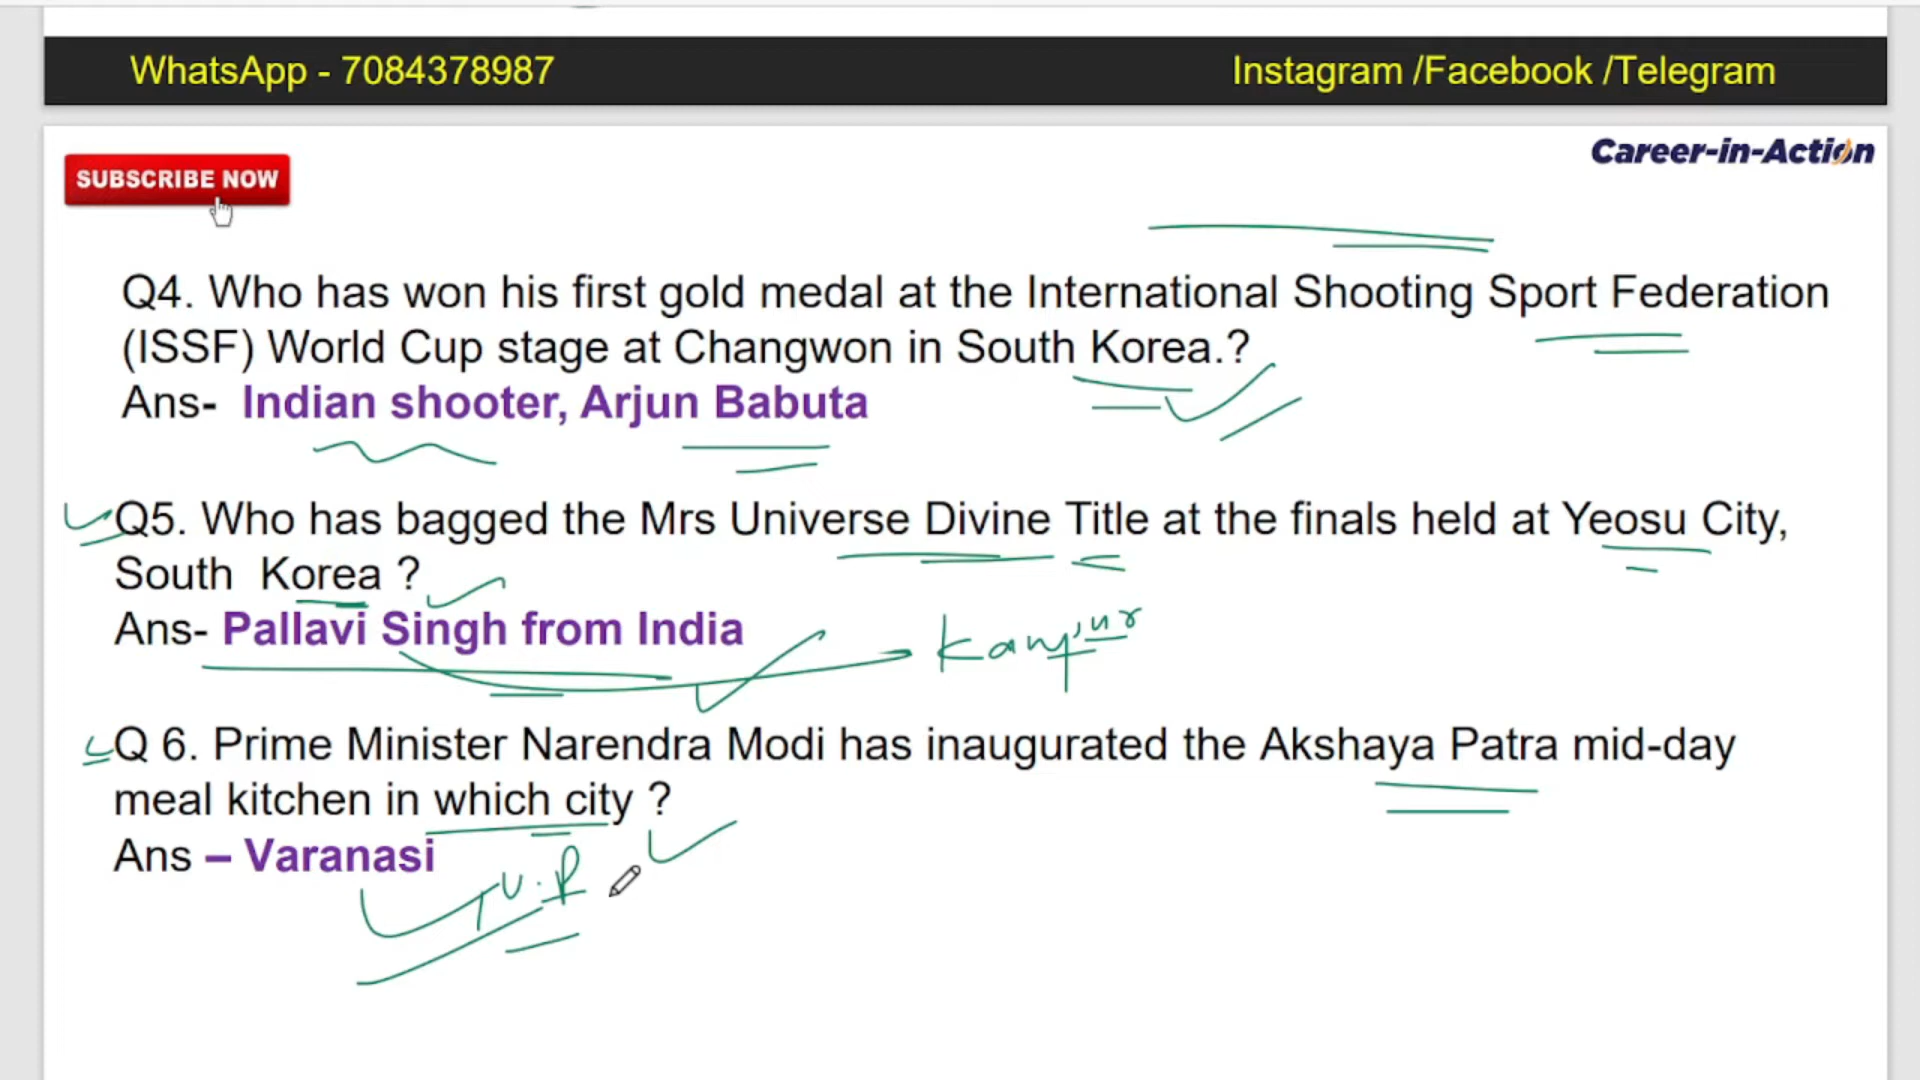 WhatsApp - 7084378987 Instagram /Facebook /Telegram
Career-in-Action
SUBSCRIBE NOW
Q4. Who has won his first gold medal at the International Shooting Sport Federation
(ISSF) World Cup stage at Changwon in South Korea.?
Ans- Indian shooter, Arjun Babuta
Q5. Who has bagged the Mrs Universe Divine Title at the finals held at Yeosu City,
South Korea ?
Ans- Pallavi Singh from India Kanpur
Q 6. Prime Minister Narendra Modi has inaugurated the Akshaya Patra mid-day
meal kitchen in which city ?
Ans – Varanasi
U.P